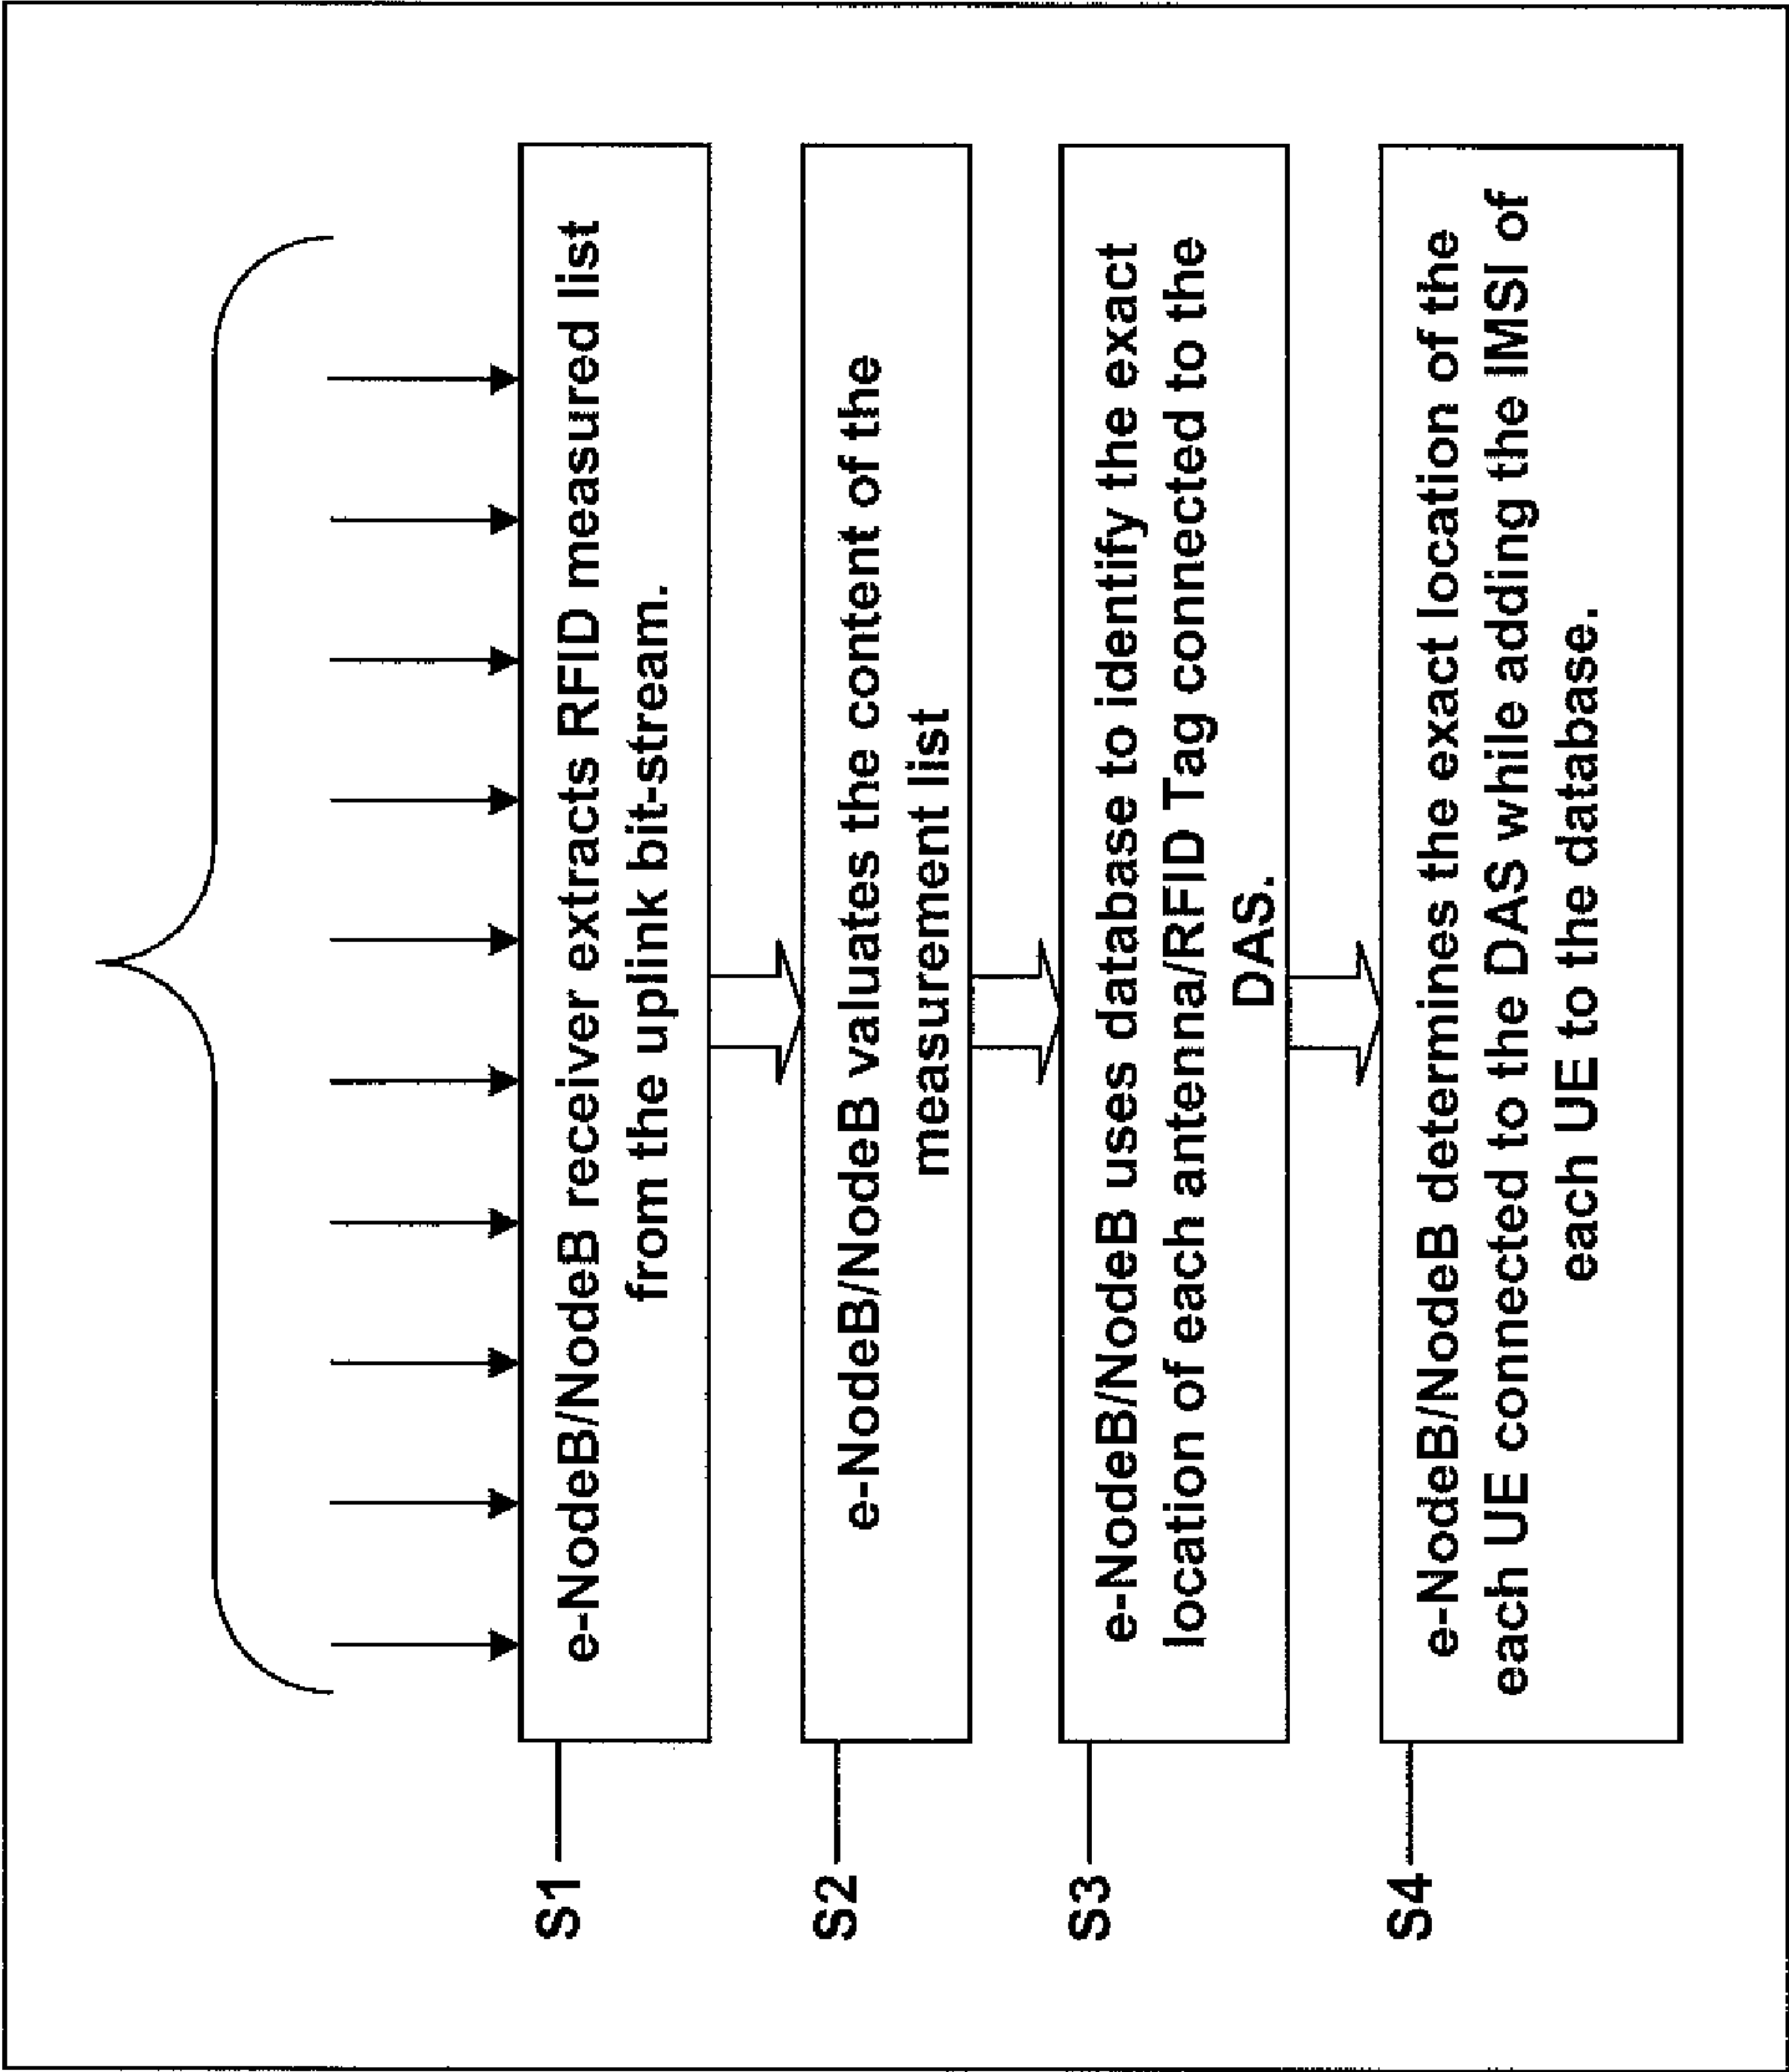 S1
e-NodeB/NodeB receiver extracts RFID measured list
from the uplink bit-stream.
S2
e-NodeB/NodeB valuates the content of the
measurement list
S3
e-NodeB/NodeB uses database to identify the exact
location of each antenna/RFID Tag connected to the
DAS.
S4
e-NodeB/NodeB determines the exact location of the
each UE connected to the DAS while adding the IMSI of
each UE to the database.